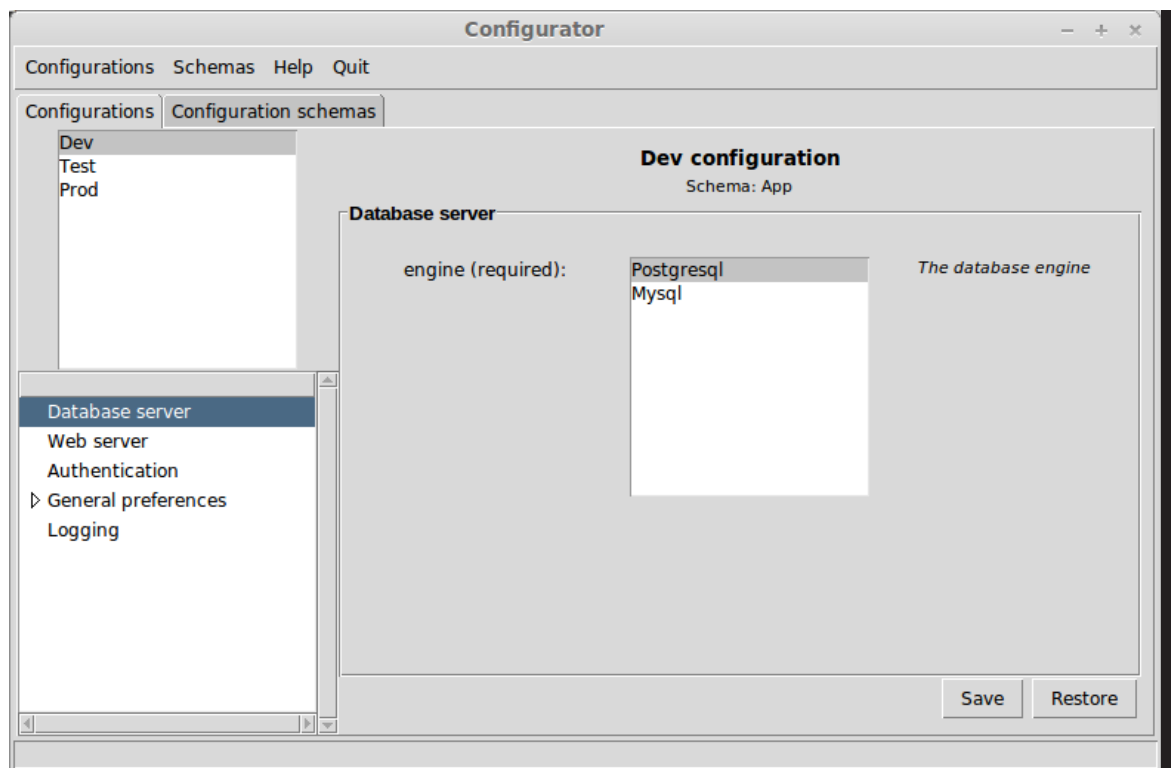 Configurator
Configurations Schemas Help Quit
Configurations Configuration schemas
Dev
Test
Prod
Dev configuration
Schema: App
Database server
engine (required):
Postgresql
Mysql
The database engine
Database server
Web server
Authentication
General preferences
Logging
Save Restore